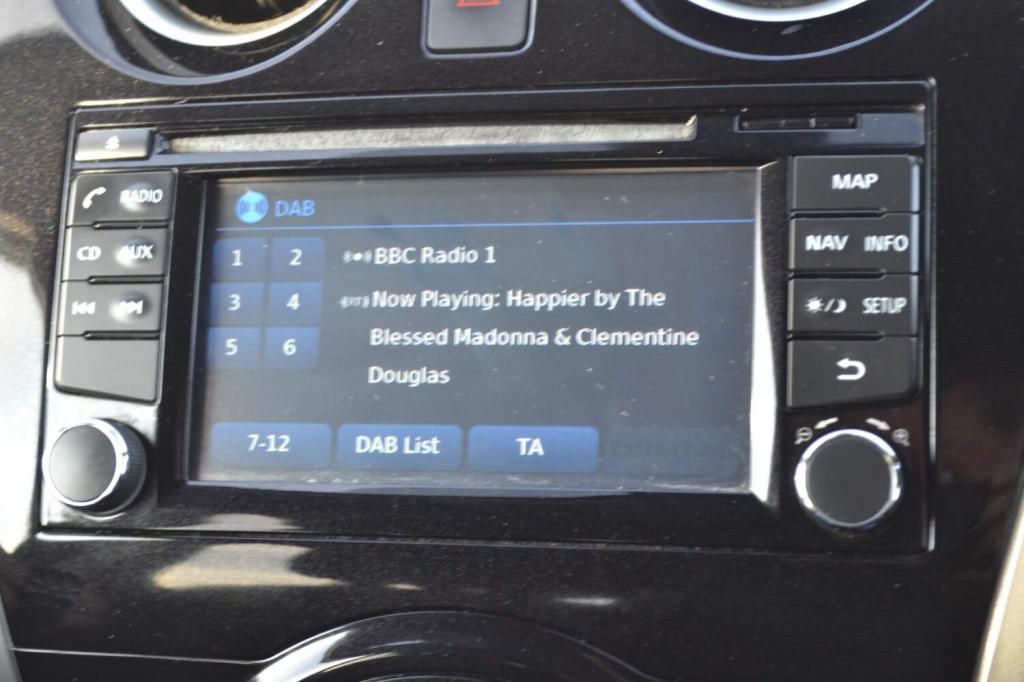 RADIO
CD AUX
DAB
1 2
3 4
5 6
BBC Radio 1
Now Playing: Happier by The
Blessed Madonna & Clementine
Douglas
7-12 DAB List TA
MAP
NAV INFO
SETUP